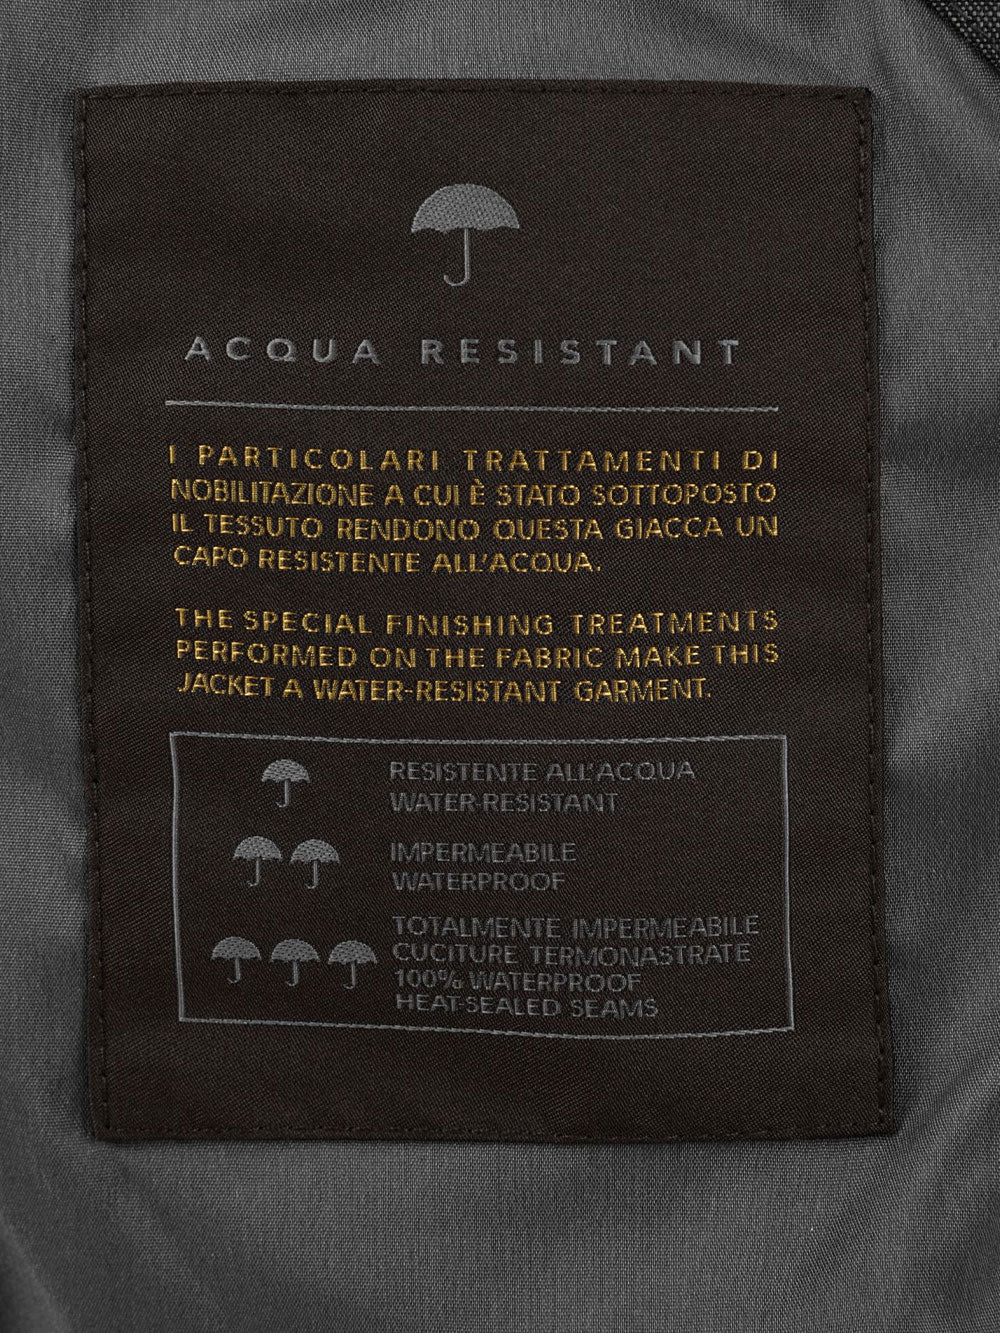 ACQUA RESISTANT
I PARTICOLARI TRATTAMENTI DI
NOBILITAZIONE A CUI È STATO SOTTOPOSTO
IL TESSUTO RENDONO QUESTA GIACCA UN
CAPO RESISTENTE ALL'ACQUA.
THE SPECIAL FINISHING TREATMENTS
PERFORMED ON THE FABRIC MAKE THIS
JACKET A WATER-RESISTANT GARMENT.
RESISTENTE ALL'ACQUA
WATER-RESISTANT
IMPERMEABILE
WATERPROOF
TOTALMENTE IMPERMEABILE
CUCITURE TERMONASTRATE
100% WATERPROOF
HEAT-SEALED SEAMS